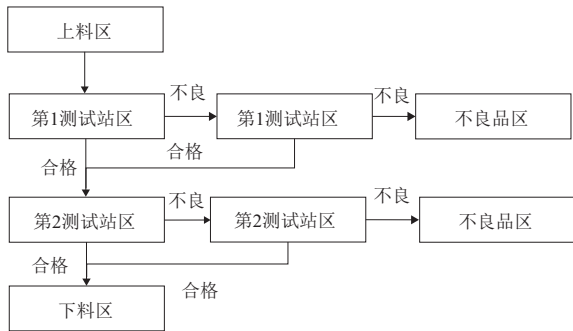 上料区
不良
不良
第1测试站区
第1测试站区
不良品区
合格
合格
不良
不良
第2测试站区
第2测试站区
不良品区
合格
合格
下料区